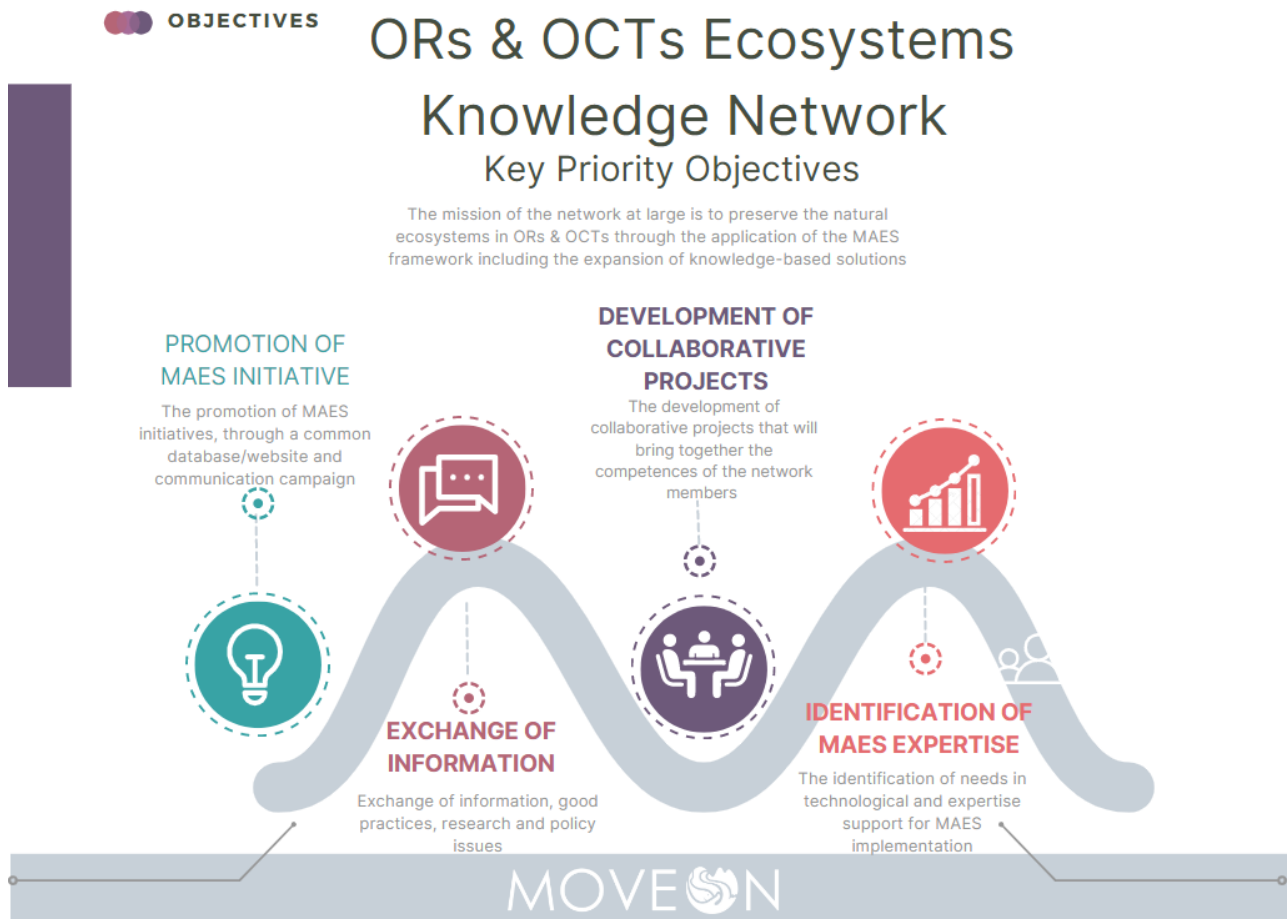 OBJECTIVES
ORs & OCTs Ecosystems
Knowledge Network
Key Priority Objectives
The mission of the network at large is to preserve the natural
ecosystems in ORs & OCTs through the application of the MAES
framework including the expansion of knowledge-based solutions
PROMOTION OF
MAES INITIATIVE
The promotion of MAES
initiatives, through a common
database/website and
communication campaign
EXCHANGE OF
INFORMATION
Exchange of information, good
practices, research and policy
issues
DEVELOPMENT OF
COLLABORATIVE
PROJECTS
The development of
collaborative projects that will
bring together the
competences of the network
members
IDENTIFICATION OF
MAES EXPERTISE
The identification of needs in
technological and expertise
support for MAES
implementation
MOVEON